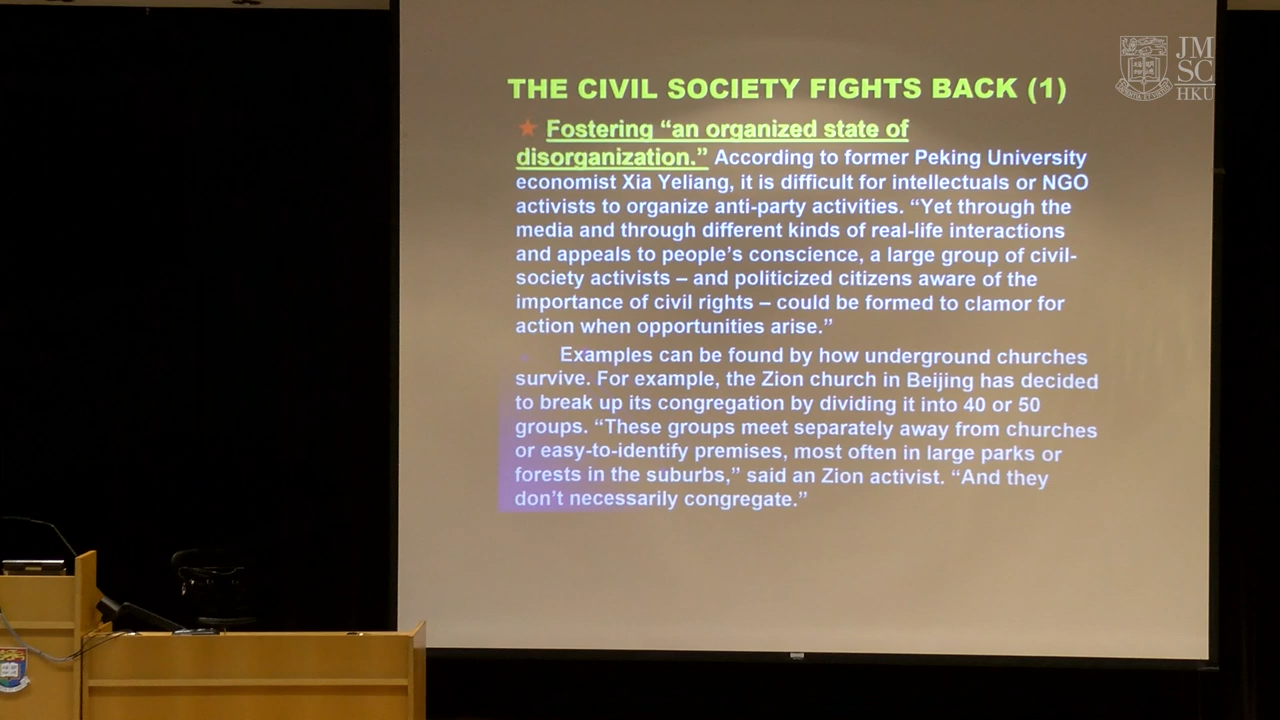 JM
SC
HKU
THE CIVIL SOCIETY FIGHTS BACK (1)
Fostering “an organized state of
disorganization.” According to former Peking University
economist Xia Yeliang, it is difficult for intellectuals or NGO
activists to organize anti-party activities. “Yet through the
media and through different kinds of real-life interactions
and appeals to people’s conscience, a large group of civil-
society activists – and politicized citizens aware of the
importance of civil rights – could be formed to clamor for
action when opportunities arise.”
Examples can be found by how underground churches
survive. For example, the Zion church in Beijing has decided
to break up its congregation by dividing it into 40 or 50
groups. “These groups meet separately away from churches
or easy-to-identify premises, most often in large parks or
forests in the suburbs,” said an Zion activist. “And they
don’t necessarily congregate.”